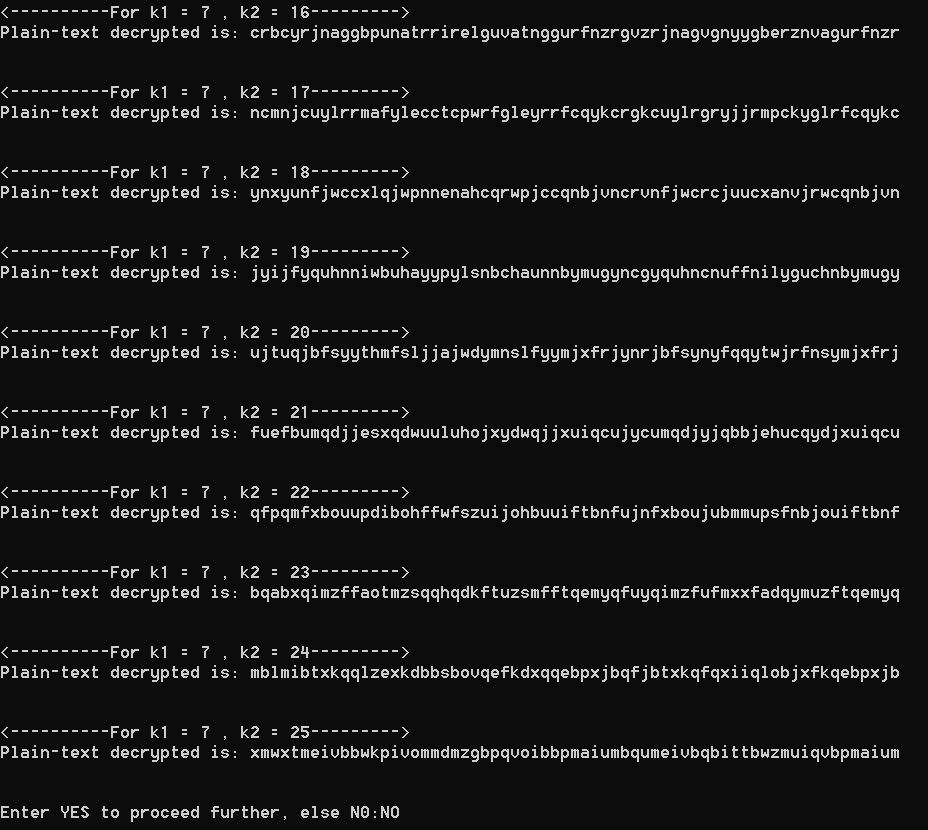 <----------For k1 = 7 , k2 = 16--------->
Plain-text decrypted is: crbcyrjnaggbpunatrrirelguvatnggurfnzrgvzrjnagvgnyygberznvagurfnzr
<----------For k1 = 7 , k2 = 17--------->
Plain-text decrypted is: ncmnjcuylrrmafylecctcpwrfgleyrrfcqykcrgkcuylrgryjjrmpckyglrfcqykc
<----------For k1 = 7 , k2 = 18--------->
Plain-text decrypted is: ynxyunfjwccxlqjwpnnenahcqrwpjccqnbjvncrvnfjwcrcjuucxanvjrwcqnbjvn
<----------For k1 = 7 , k2 = 19--------->
Plain-text decrypted is: jyijfyquhnniwbuhayypylsnbchaunnbymugyncgyquhncnuffnilyguchnbymugy
<----------For k1 = 7 , k2 = 20--------->
Plain-text decrypted is: ujtuqjbfsyythmfsljjajwdymnslfyymjxfrjynrjbfsynyfqqytwjrfnsymjxfrj
<----------For k1 = 7 , k2 = 21--------->
Plain-text decrypted is: fuefbumqdjjesxqdwuuluhojxydwqjjxuiqcujycumqdjyjqbbjehucqydjxuiqcu
<----------For k1 = 7 , k2 = 22--------->
Plain-text decrypted is: qfpqmfxbouupdibohffwfszuijohbuuiftbnfujnfxboujubmmupsfnbjouiftbnf
<----------For k1 = 7 , k2 = 23--------->
Plain-text decrypted is: bqabxqimzffaotmzsqqhqdkftuzsmfftqemyqfuyqimzfufmxxfadqymuzftqemyq
<----------For k1 = 7 , k2 = 24--------->
Plain-text decrypted is: mblmibtxkqqlzexkdbbsbovqefkdxqqebpxjbqfjbtxkqfqxiiqlobjxfkqebpxjb
<----------For k1 = 7 , k2 = 25--------->
Plain-text decrypted is: xmwxtmeivbbwkpivommdmzgbpqvoibbpmaiumbqumeivbqbittbwzmuiqvbpmaium
Enter YES to proceed further, else N0:NO